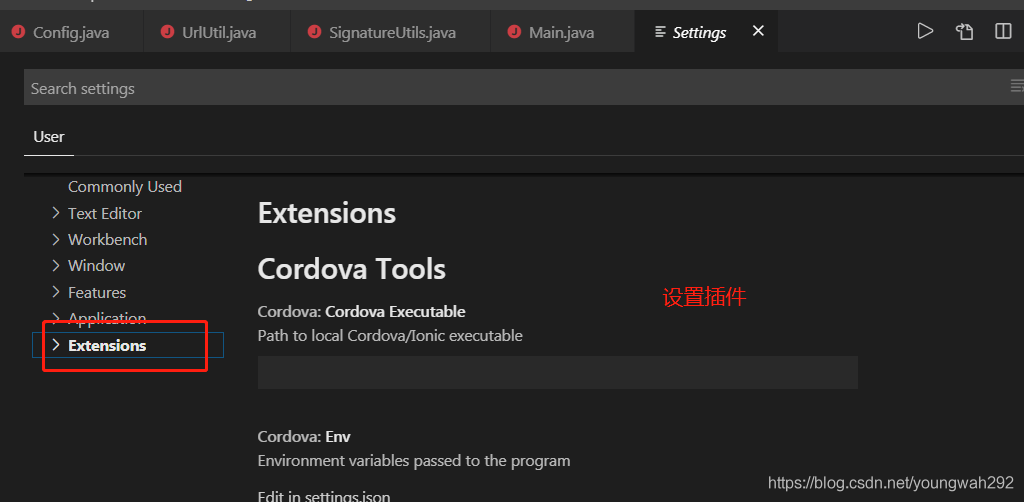 Config.java UrlUtil.java SignatureUtils.java Main.java Settings
Search settings
User
Commonly Used
Text Editor
Workbench
Window
Features
Application
Extensions
Extensions
Cordova Tools
Cordova: Cordova Executable
Path to local Cordova/Ionic executable
设置插件
Cordova: Env
Environment variables passed to the program
Edit in settings.json
https://blog.csdn.net/youngwah292